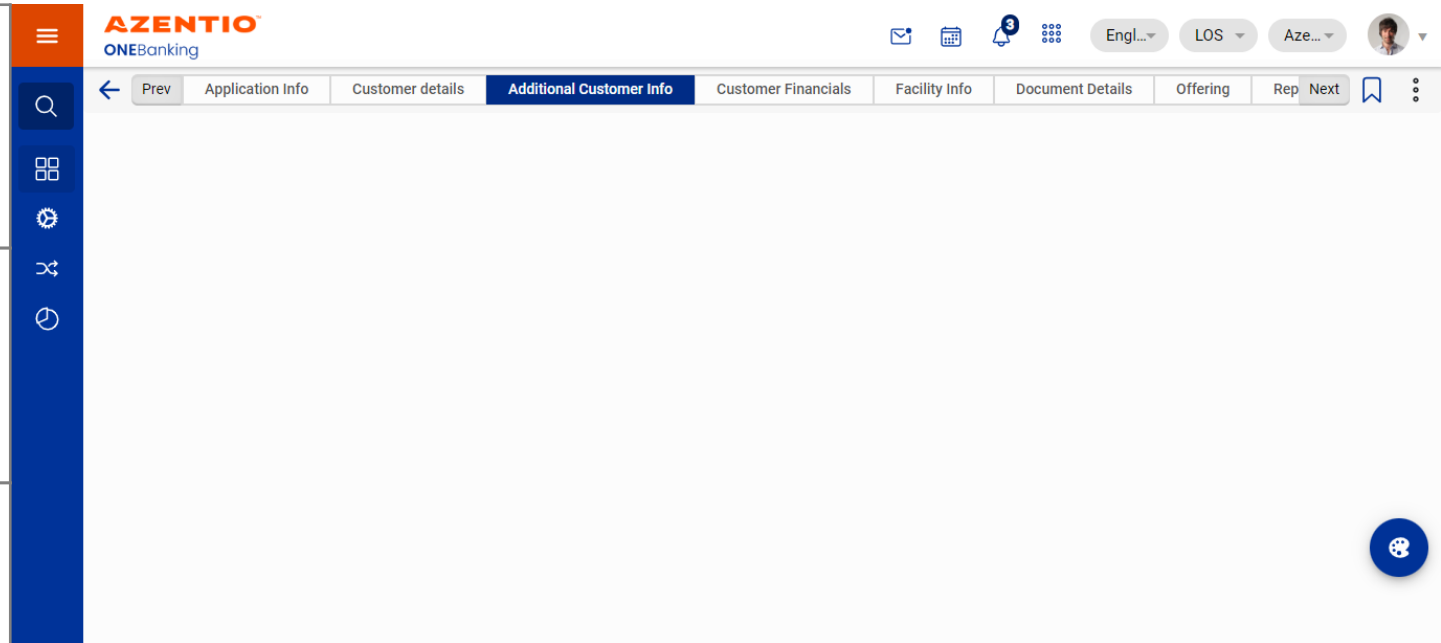 AZENTIO
ONEBanking
3
Engl...
LOS
Aze...
Prev
Application Info
Customer details
Additional Customer Info
Customer Financials
Facility Info
Document Details
Offering
Rep
Next